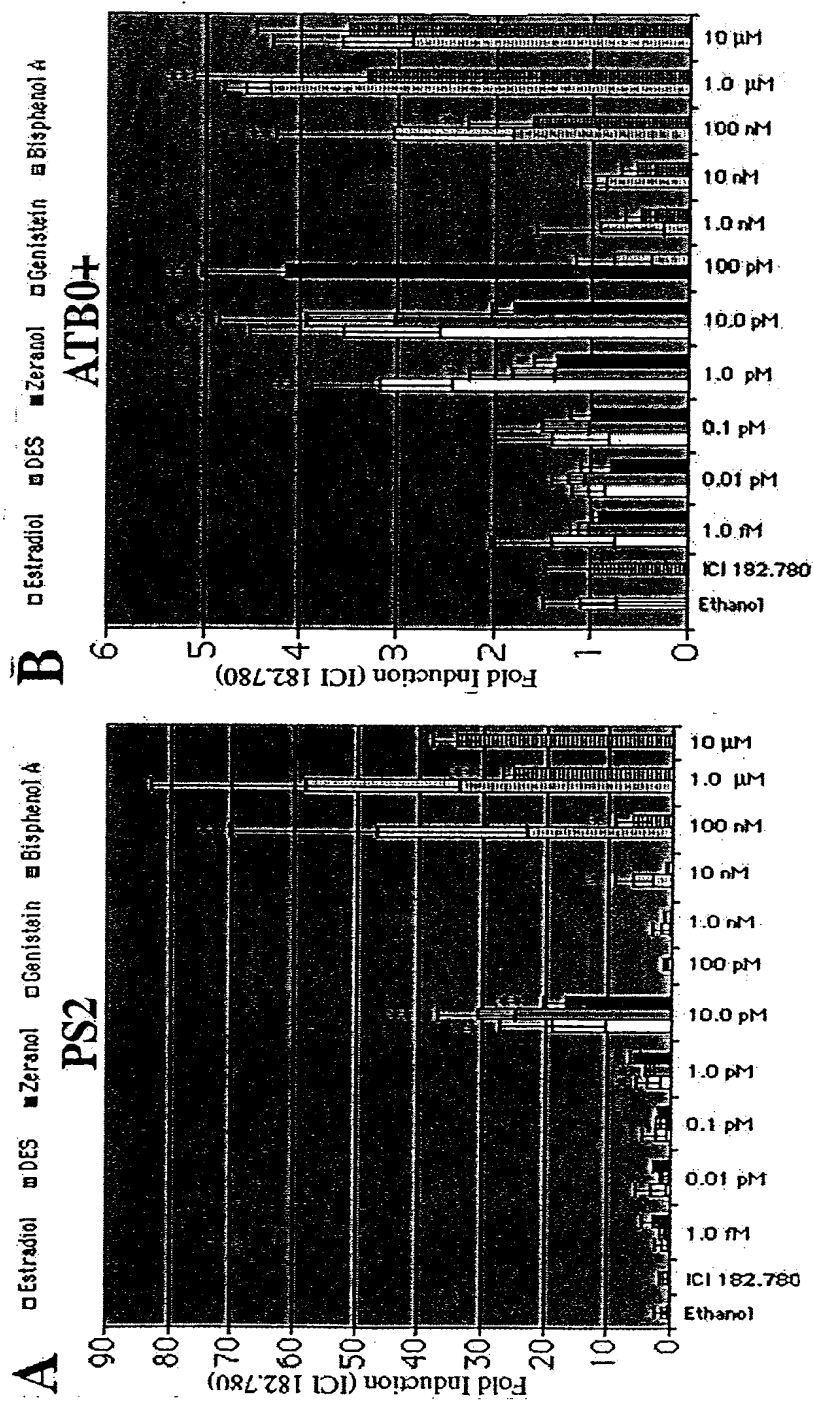 A
PS2
□ Estradiol ■ DES ■ Zeranol □ Genistein ■ Bisphenol A
Fold Induction (ICI 182.780)
90
80
70
60
50
40
30
20
10
0
Ethanol
ICI 182.780
1.0 fM
0.01 pM
0.1 pM
1.0 pM
10.0 pM
100 pM
1.0 nM
10 nM
100 nM
1.0 µM
10 µM
B
ATB0+
□ Estradiol ■ DES ■ Zeranol □ Genistein ■ Bisphenol A
Fold Induction (ICI 182.780)
6
5
4
3
2
1
0
Ethanol
ICI 182.780
1.0 fM
0.01 pM
0.1 pM
1.0 pM
10.0 pM
100 pM
1.0 nM
10 nM
100 nM
1.0 µM
10 µM